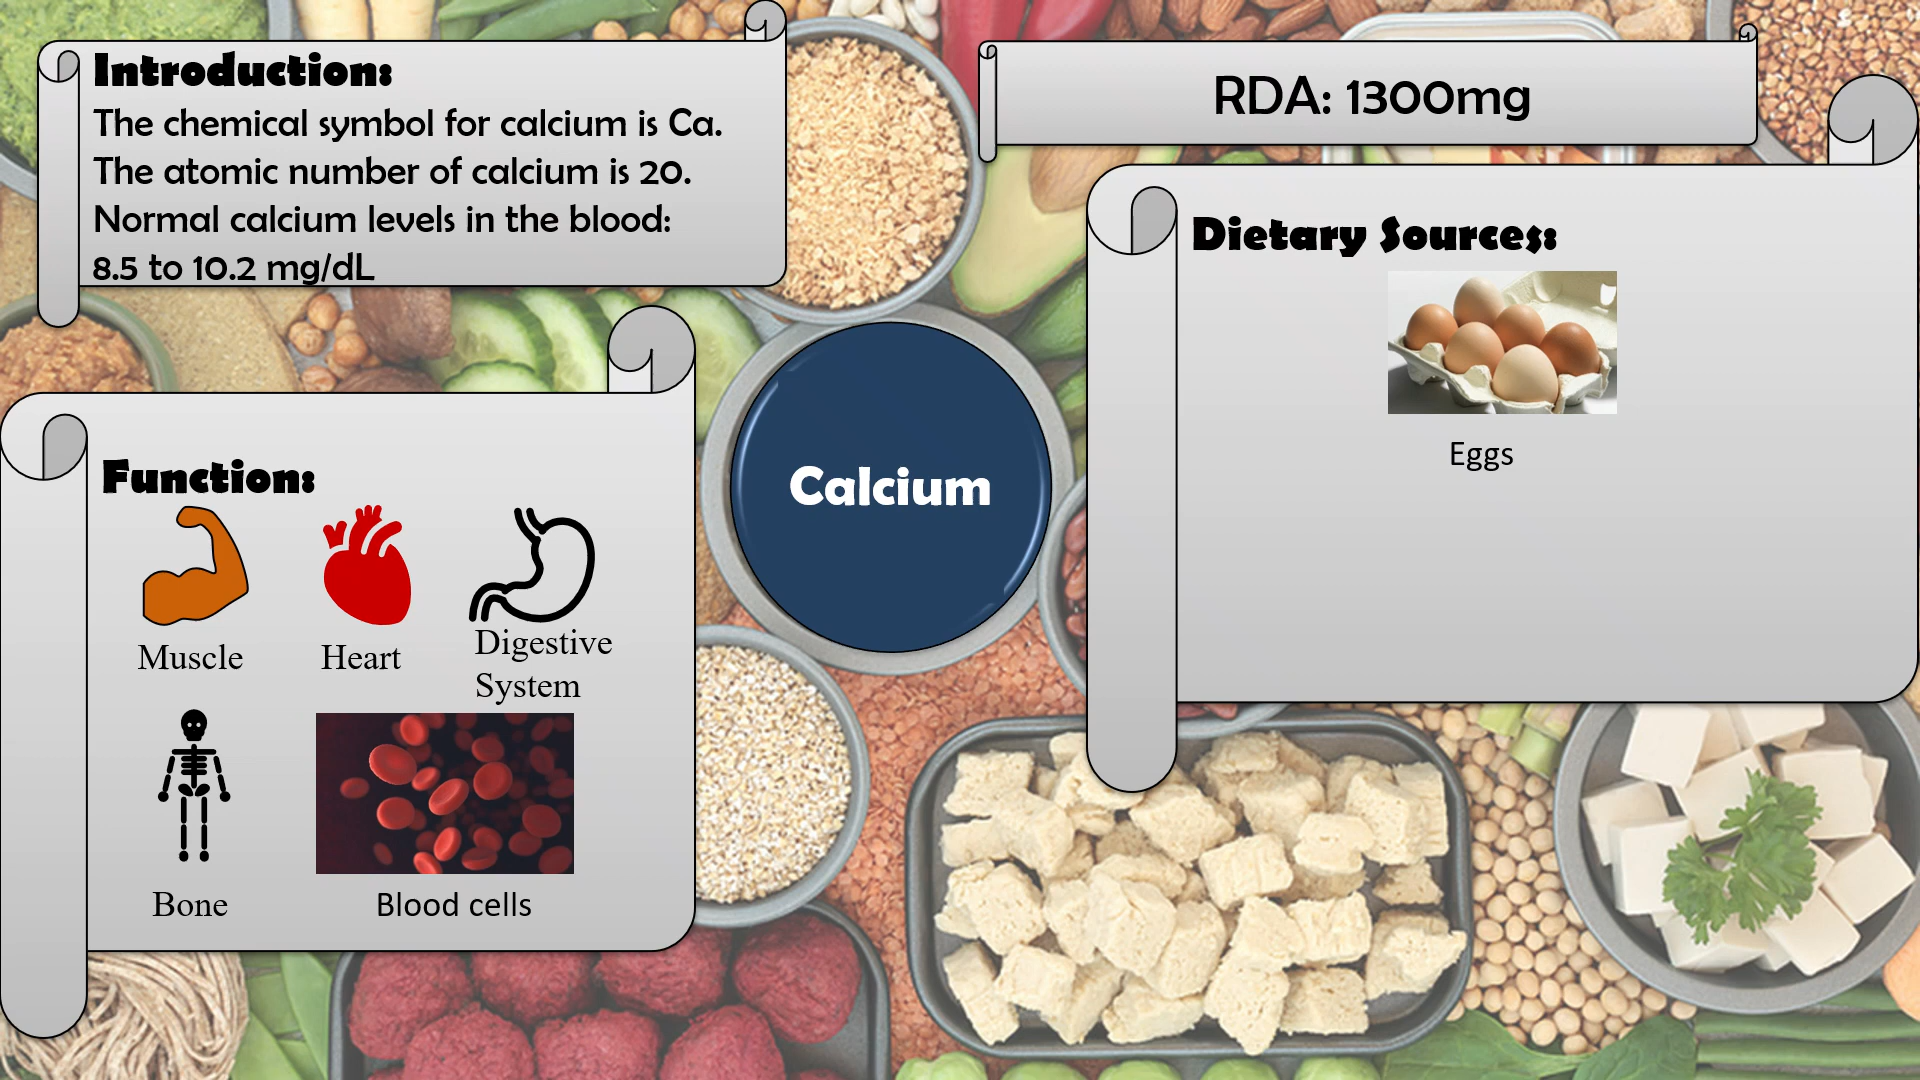 Introduction:
The chemical symbol for calcium is Ca.
The atomic number of calcium is 20.
Normal calcium levels in the blood:
8.5 to 10.2 mg/dL
RDA: 1300mg
Dietary Sources:
Eggs
Calcium
Function:
Muscle
Heart
Digestive
System
Bone
Blood cells